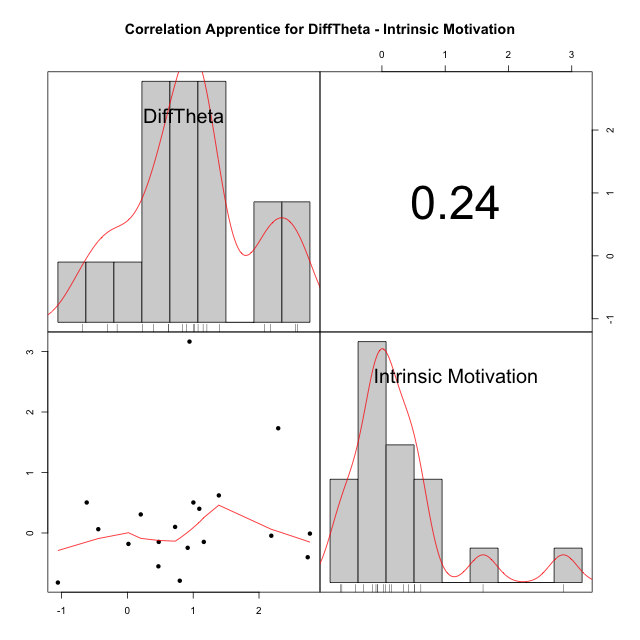 Correlation Apprentice for DiffTheta - Intrinsic Motivation
0 1 2 3
DiffTheta
0.24
2
1
0
-1
Intrinsic Motivation
3
2
1
0
-1 0 1 2